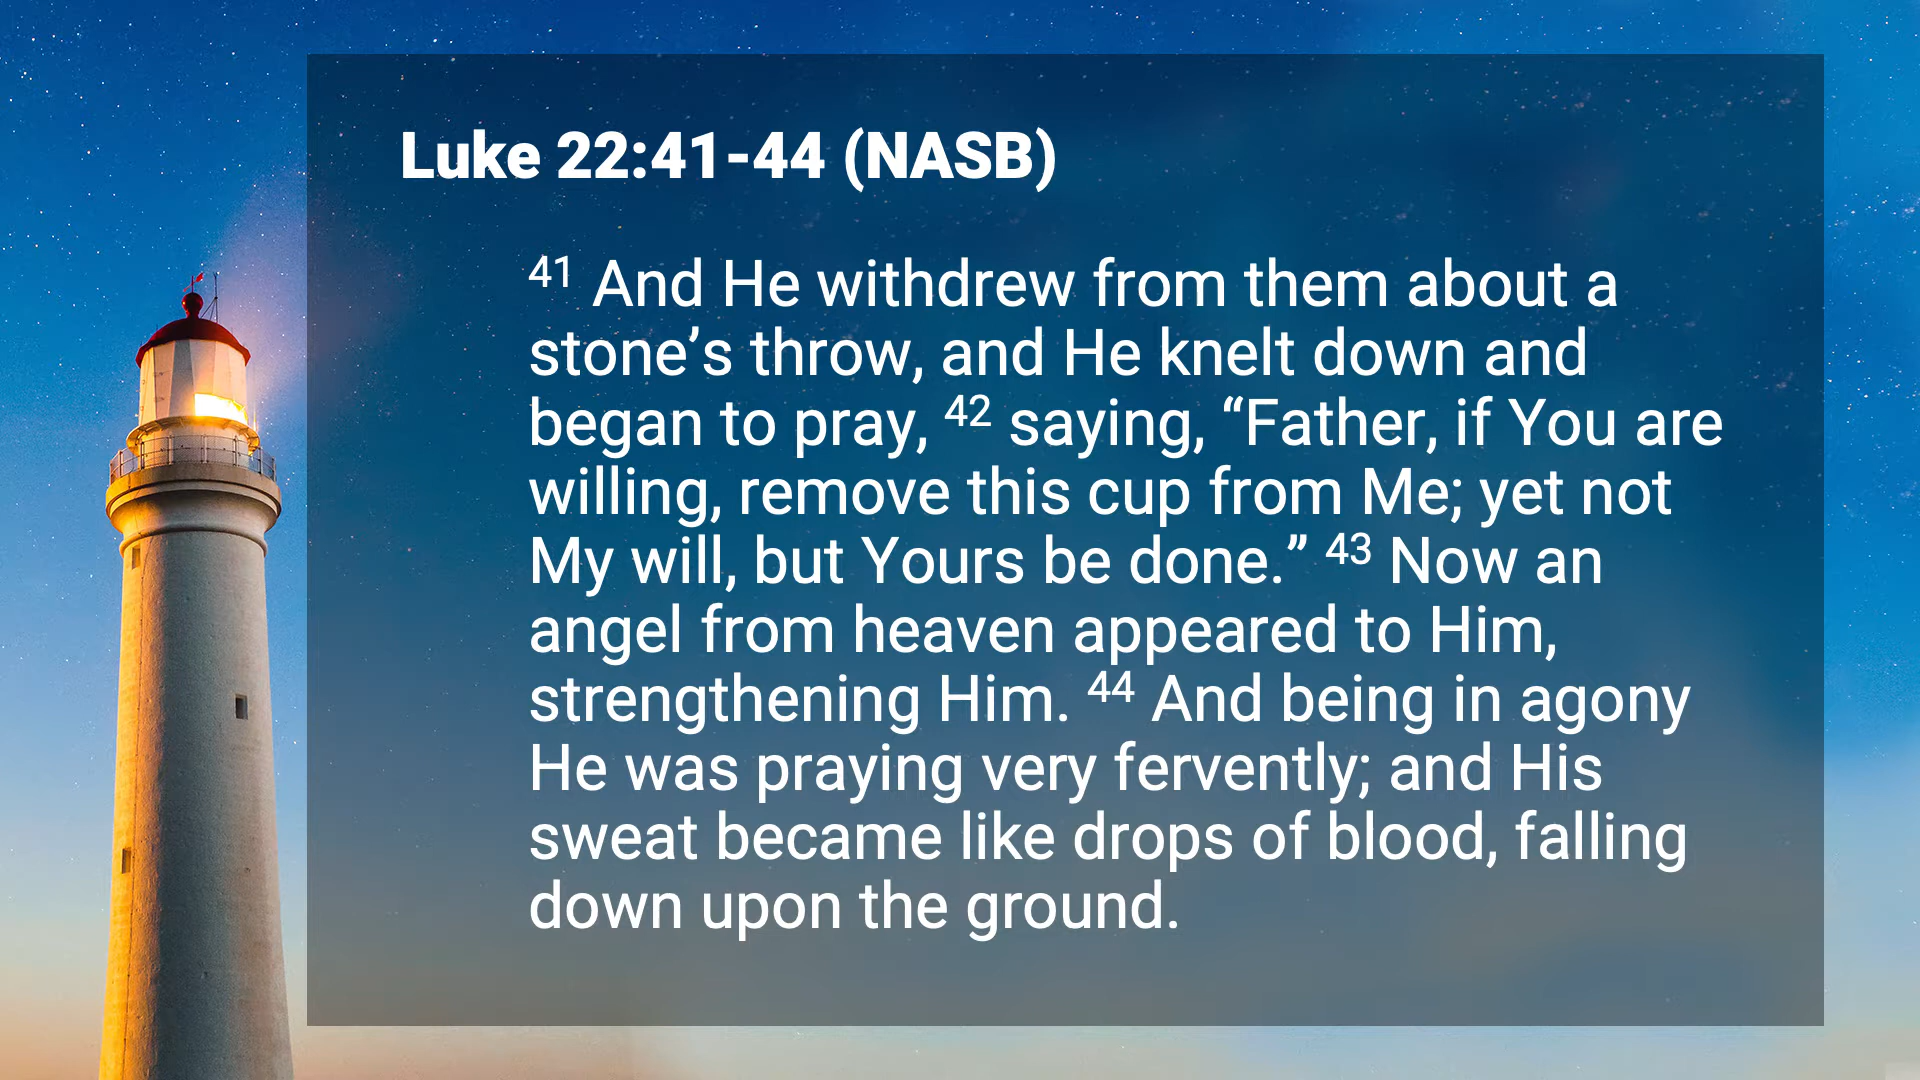 Luke 22:41-44 (NASB)
41 And He withdrew from them about a
stone’s throw, and He knelt down and
began to pray, 42 saying, “Father, if You are
willing, remove this cup from Me; yet not
My will, but Yours be done.” 43 Now an
angel from heaven appeared to Him,
strengthening Him. 44 And being in agony
He was praying very fervently; and His
sweat became like drops of blood, falling
down upon the ground.